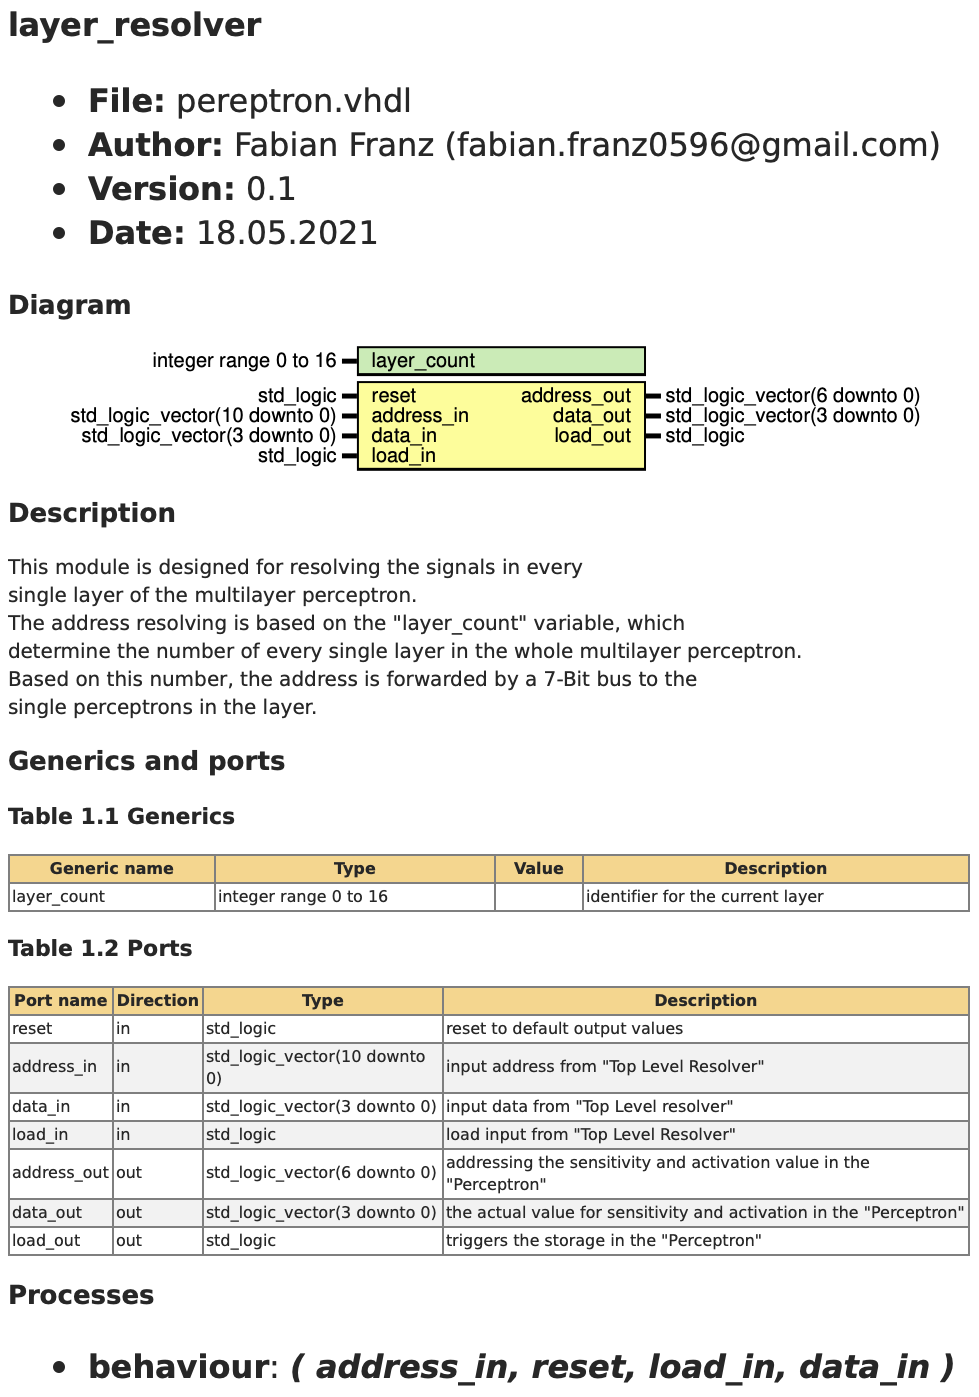 layer_resolver
• File: pereptron.vhdl
• Author: Fabian Franz (fabian.franz0596@gmail.com)
• Version: 0.1
• Date: 18.05.2021
Diagram
integer range 0 to 16 layer_count
std_logic reset address_out std_logic_vector(6 downto 0)
std_logic_vector(10 downto 0) address_in data_out std_logic_vector(3 downto 0)
std_logic_vector(3 downto 0) data_in load_out std_logic
std_logic load_in
Description
This module is designed for resolving the signals in every
single layer of the multilayer perceptron.
The address resolving is based on the "layer_count" variable, which
determine the number of every single layer in the whole multilayer perceptron.
Based on this number, the address is forwarded by a 7-Bit bus to the
single perceptrons in the layer.
Generics and ports
Table 1.1 Generics
Generic name Type Value Description
layer_count integer range 0 to 16 identifier for the current layer
Table 1.2 Ports
Port name Direction Type Description
reset in std_logic reset to default output values
address_in in std_logic_vector(10 downto
0) input address from "Top Level Resolver"
data_in in std_logic_vector(3 downto 0) input data from "Top Level resolver"
load_in in std_logic load input from "Top Level Resolver"
address_out out std_logic_vector(6 downto 0) addressing the sensitivity and activation value in the
"Perceptron"
data_out out std_logic_vector(3 downto 0) the actual value for sensitivity and activation in the "Perceptron"
load_out out std_logic triggers the storage in the "Perceptron"
Processes
• behaviour: ( address_in, reset, load_in, data_in )